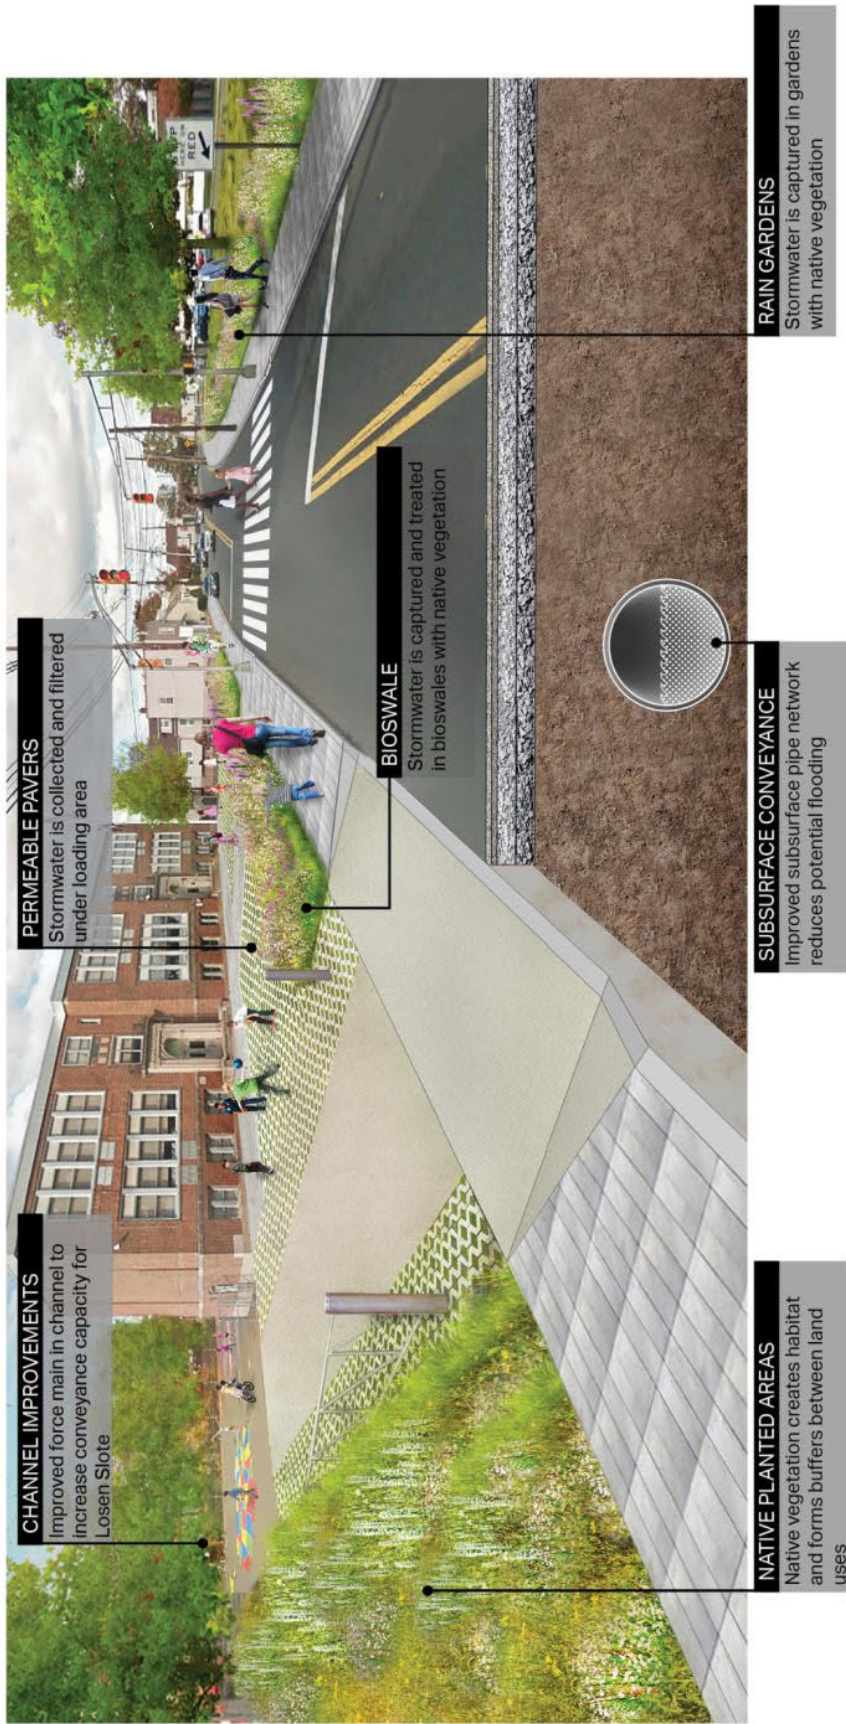 CHANNEL IMPROVEMENTS
Improved force main in channel to
increase conveyance capacity for
Losen Slote
PERMEABLE PAVERS
Stormwater is collected and filtered
under loading area
BIOSWALE
Stormwater is captured and treated
in bioswales with native vegetation
HERE ON
RED
NATIVE PLANTED AREAS
Native vegetation creates habitat
and forms buffers between land
uses
SUBSURFACE CONVEYANCE
Improved subsurface pipe network
reduces potential flooding
RAIN GARDENS
Stormwater is captured in gardens
with native vegetation